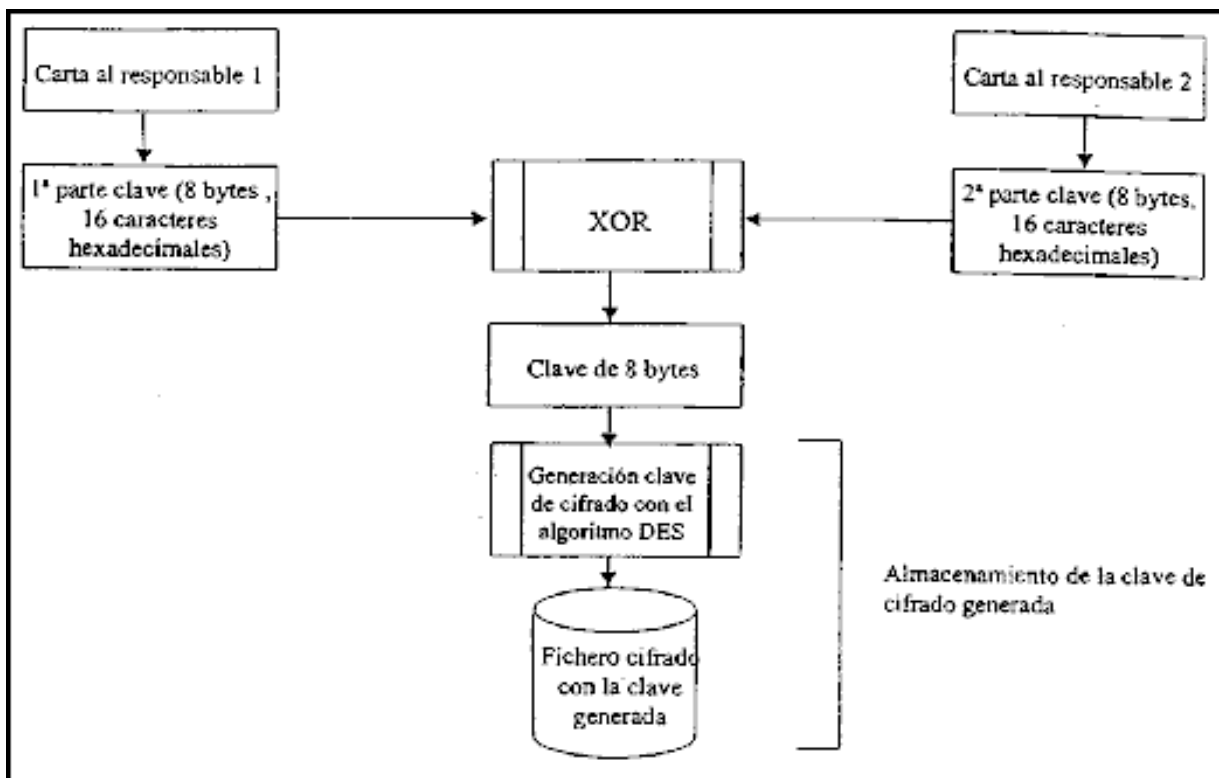 Carta al responsable 1
Carta al responsable 2
1ª parte clave (8 bytes ,
16 caracteres
hexadecimales)
XOR
2ª parte clave (8 bytes,
16 caracteres
hexadecimales)
Clave de 8 bytes
Generación clave
de cifrado con el
algoritmo DES
Almacenamiento de la clave de
cifrado generada
Fichero cifrado
con la clave
generada